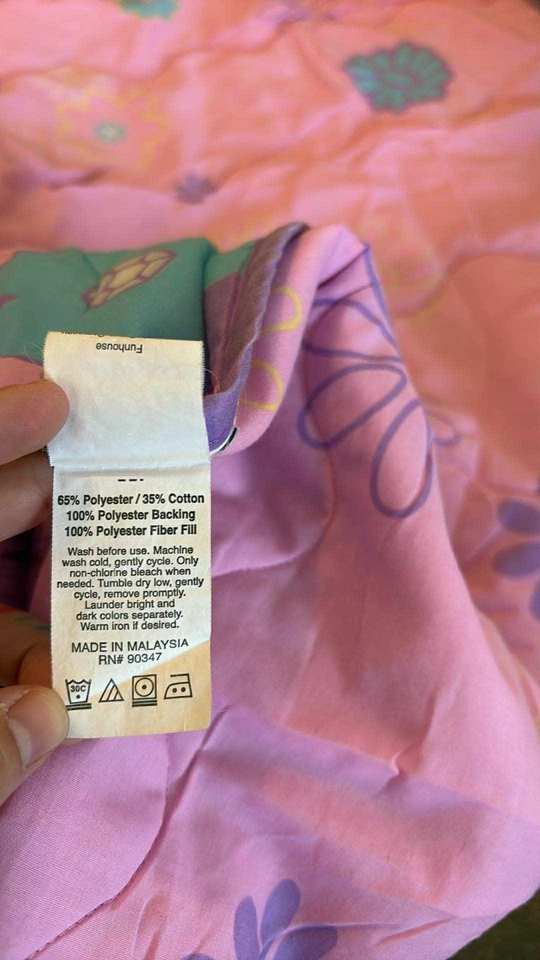 Funhouse
65% Polyester / 35% Cotton
100% Polyester Backing
100% Polyester Fiber Fill
Wash before use. Machine
wash cold, gently cycle. Only
non-chlorine bleach when
needed. Tumble dry low, gently
cycle, remove promptly.
Launder bright and
dark colors separately.
Warm iron if desired.
MADE IN MALAYSIA
RN# 90347
30C